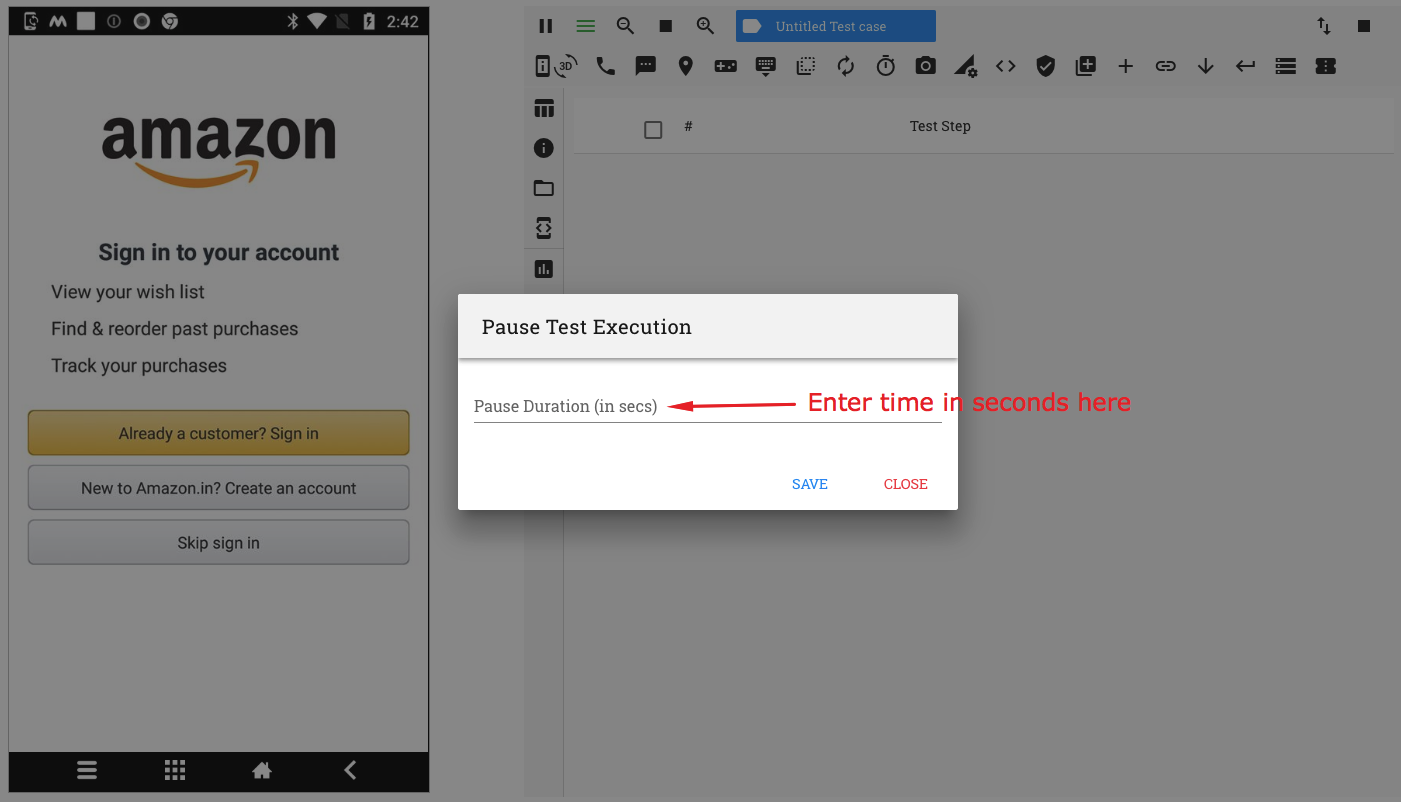 2:42
amazon
Sign in to your account
View your wish list
Find & reorder past purchases
Track your purchases
Already a customer? Sign in
New to Amazon.in? Create an account
Skip sign in
Untitled Test case
3D
# Test Step
Pause Test Execution
Pause Duration (in secs) Enter time in seconds here
SAVE CLOSE